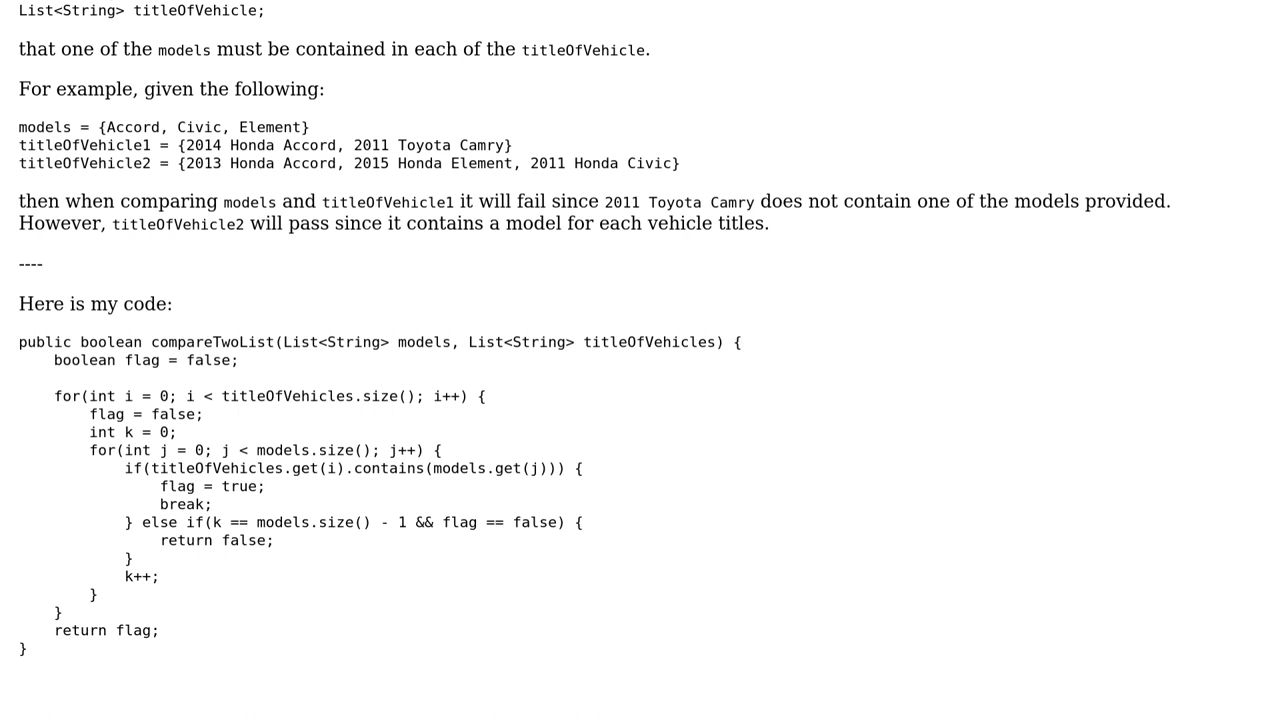 List<String> titleOfVehicle;
that one of the models must be contained in each of the titleOfVehicle.
For example, given the following:
models = {Accord, Civic, Element}
titleOfVehicle1 = {2014 Honda Accord, 2011 Toyota Camry}
titleOfVehicle2 = {2013 Honda Accord, 2015 Honda Element, 2011 Honda Civic}
then when comparing models and titleOfVehicle1 it will fail since 2011 Toyota Camry does not contain one of the models provided.
However, titleOfVehicle2 will pass since it contains a model for each vehicle titles.
----
Here is my code:
public boolean compareTwoList(List<String> models, List<String> titleOfVehicles) {
    boolean flag = false;
    for(int i = 0; i < titleOfVehicles.size(); i++) {
        flag = false;
        int k = 0;
        for(int j = 0; j < models.size(); j++) {
            if(titleOfVehicles.get(i).contains(models.get(j))) {
                flag = true;
                break;
            } else if(k == models.size() - 1 && flag == false) {
                return false;
            }
            k++;
        }
    }
    return flag;
}